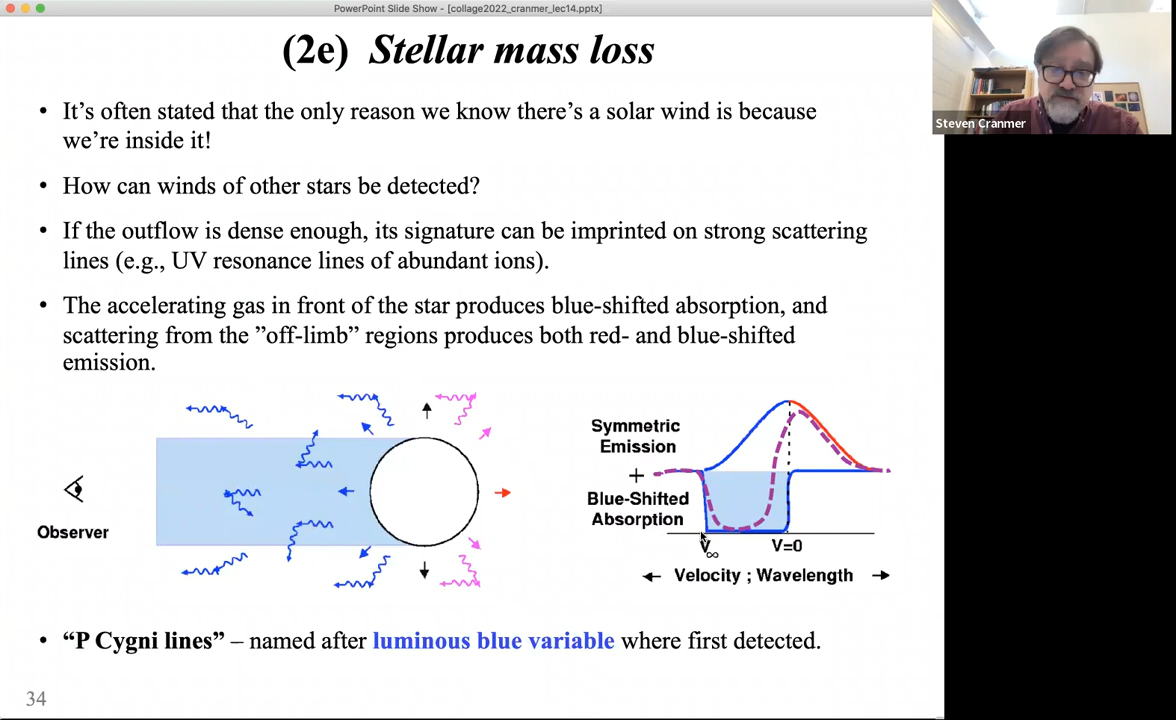 PowerPoint Slide Show - [collage2022_cranmer_lec14.pptx]
(2e) Stellar mass loss
• It’s often stated that the only reason we know there’s a solar wind is because
we’re inside it!
• How can winds of other stars be detected?
• If the outflow is dense enough, its signature can be imprinted on strong scattering
lines (e.g., UV resonance lines of abundant ions).
• The accelerating gas in front of the star produces blue-shifted absorption, and
scattering from the ”off-limb” regions produces both red- and blue-shifted
emission.
Observer
Symmetric
Emission
+
Blue-Shifted
Absorption
V∞
V=0
Velocity ; Wavelength
• “P Cygni lines” – named after luminous blue variable where first detected.
34
Steven Cranmer